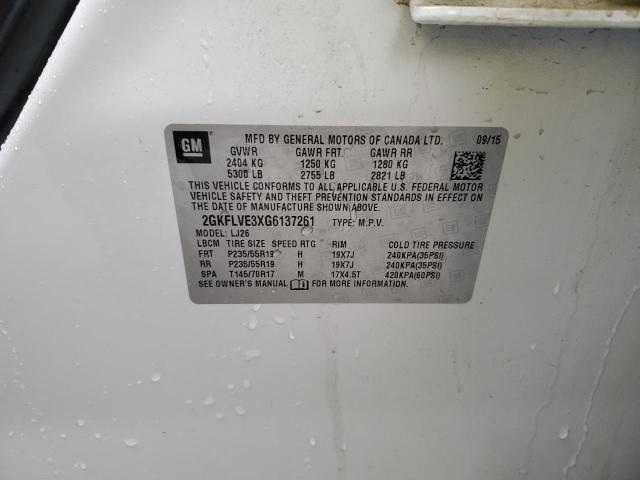 GM MFD BY GENERAL MOTORS OF CANADA LTD. 09/15
GVWR GAWR FRT GAWR RR
2404 KG 1250 KG 1280 KG
5300 LB 2755 LB 2821 LB
THIS VEHICLE CONFORMS TO ALL APPLICABLE U.S. FEDERAL MOTOR
VEHICLE SAFETY AND THEFT PREVENTION STANDARDS IN EFFECT ON
THE DATE OF MANUFACTURE SHOWN ABOVE.
2GKFLVE3XG6137261 TYPE: M.P.V.
MODEL: LJ26
LBCM TIRE SIZE SPEED RTG RIM COLD TIRE PRESSURE
FRT P235/55R19 H 19X7J 240KPA(35PSI)
RR P235/55R19 H 19X7J 240KPA(35PSI)
SPA T145/70R17 M 17X4.5T 420KPA(60PSI)
SEE OWNER'S MANUAL FOR MORE INFORMATION.